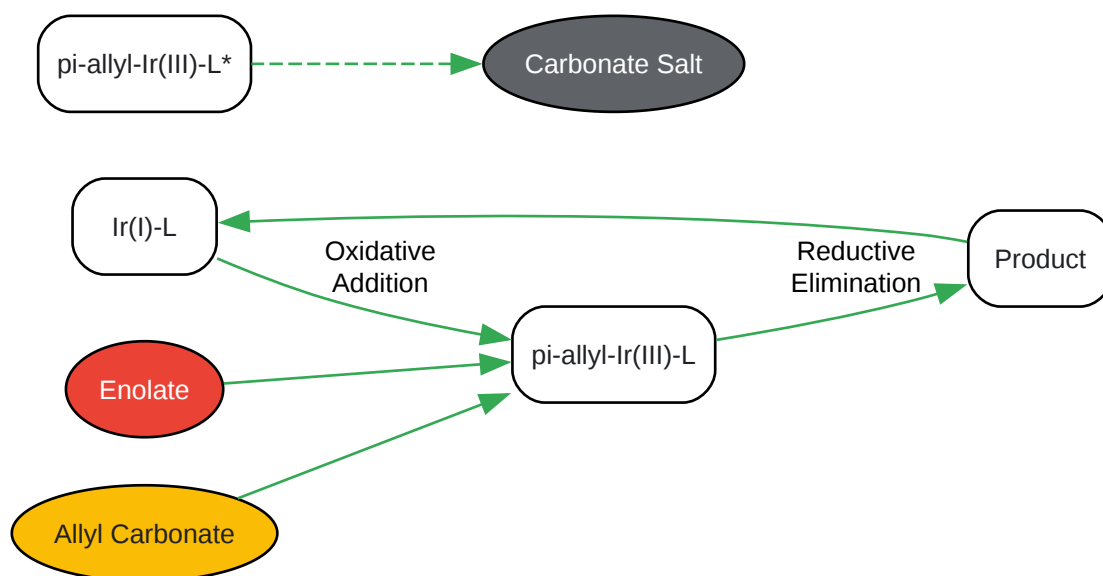 pi-allyl-Ir(III)-L*
Carbonate Salt
Ir(I)-L
Oxidative
Addition
Reductive
Elimination
Product
pi-allyl-Ir(III)-L
Enolate
Allyl Carbonate